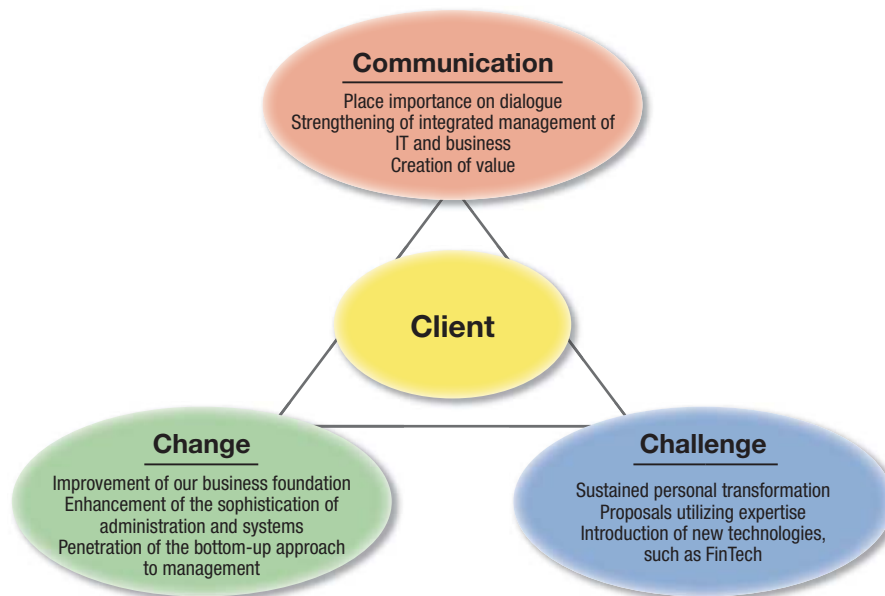 Communication
Place importance on dialogue
Strengthening of integrated management of
IT and business
Creation of value
Client
Change
Improvement of our business foundation
Enhancement of the sophistication of
administration and systems
Penetration of the bottom-up approach
to management
Challenge
Sustained personal transformation
Proposals utilizing expertise
Introduction of new technologies,
such as FinTech